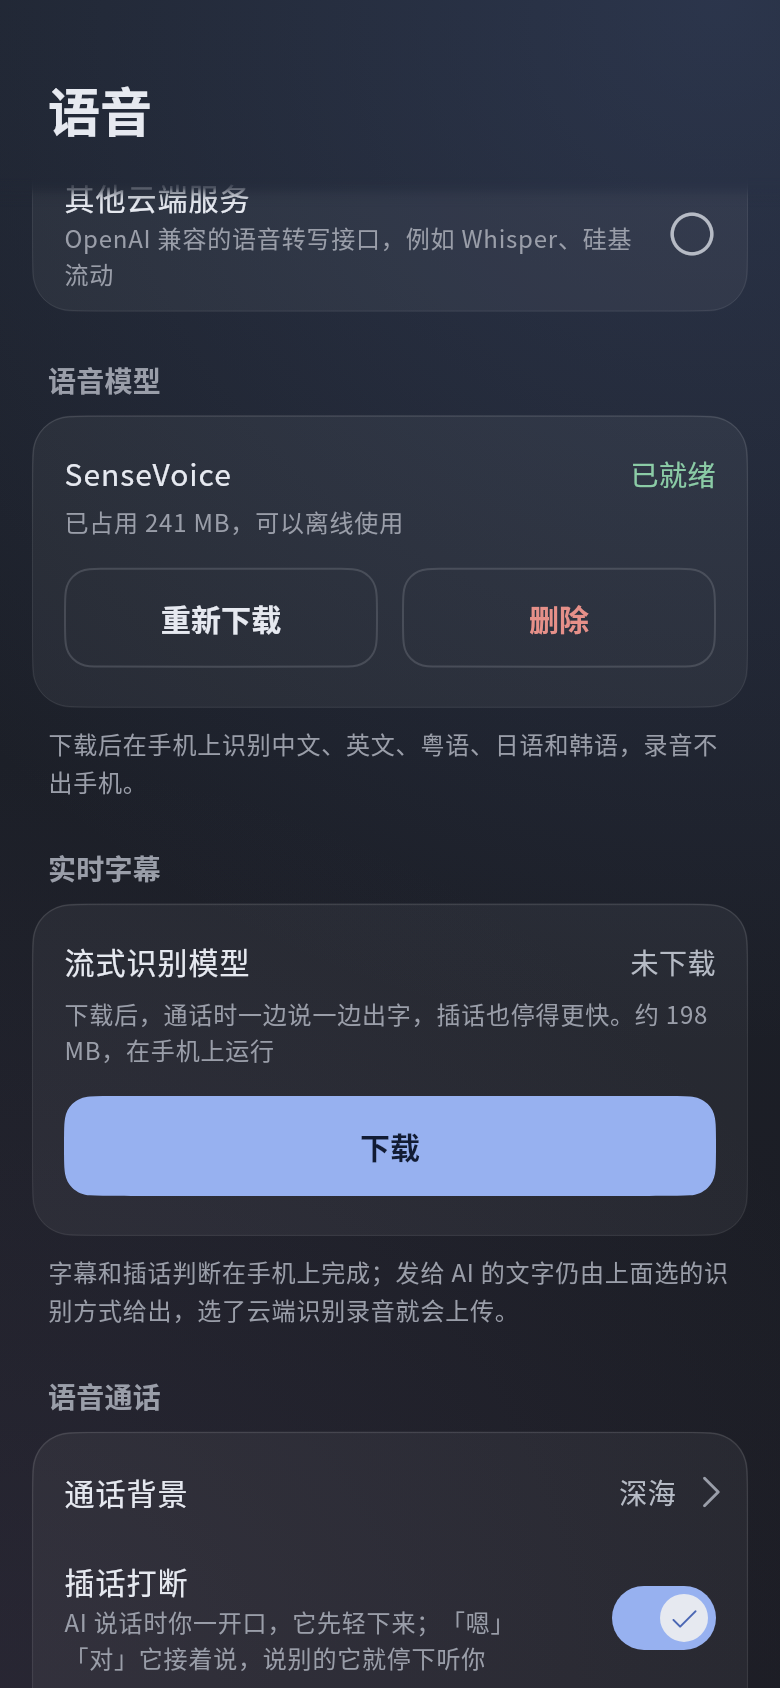 语音
其他云端服务
OpenAI 兼容的语音转写接口，例如 Whisper、硅基
流动
语音模型
SenseVoice
已就绪
已占用 241 MB，可以离线使用
重新下载
删除
下载后在手机上识别中文、英文、粤语、日语和韩语，录音不
出手机。
实时字幕
流式识别模型
未下载
下载后，通话时一边说一边出字，插话也停得更快。约 198
MB，在手机上运行
下载
字幕和插话判断在手机上完成；发给 AI 的文字仍由上面选的识
别方式给出，选了云端识别录音就会上传。
语音通话
通话背景
深海
插话打断
AI 说话时你一开口，它先轻下来；「嗯」
「对」它接着说，说别的它就停下听你